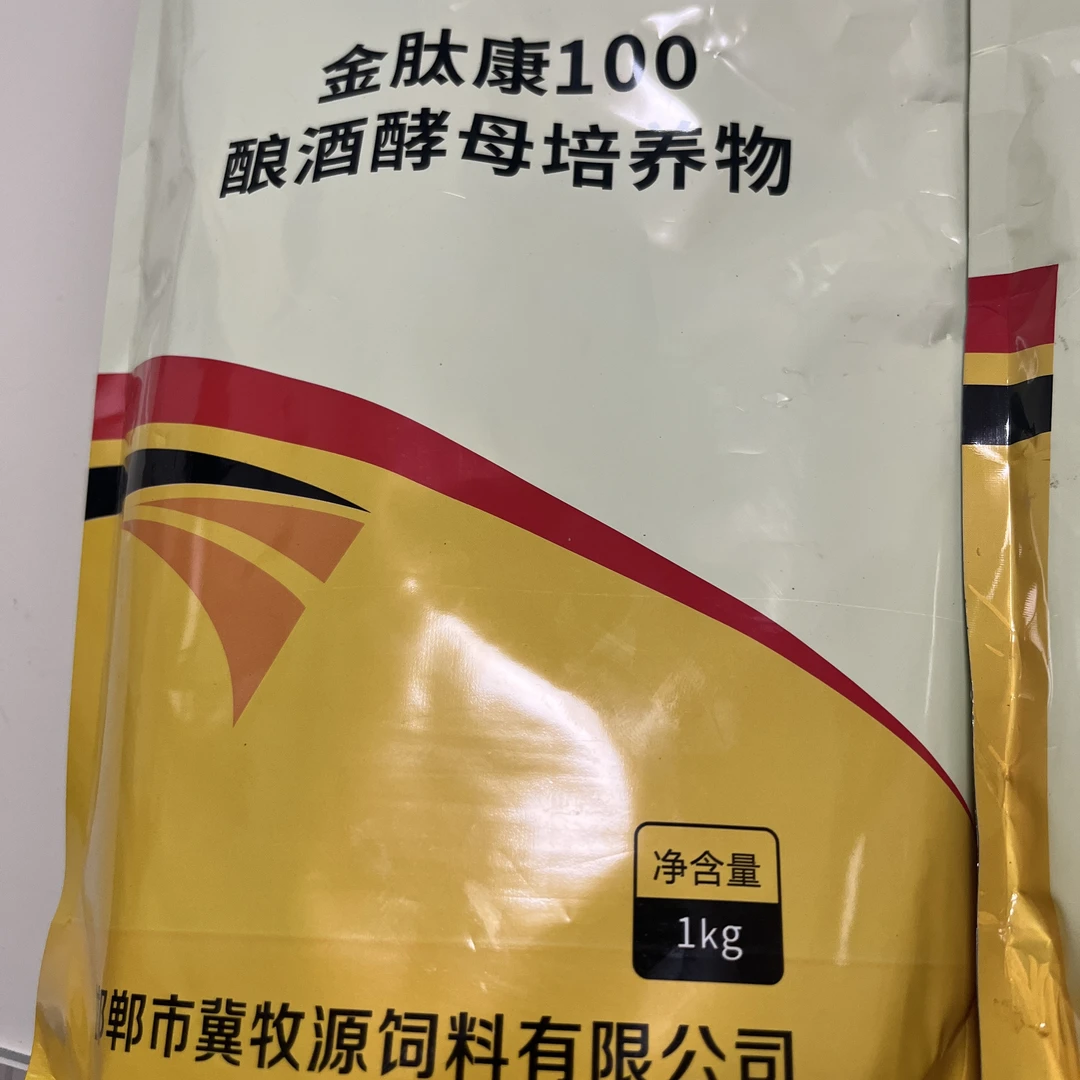 金肽康100
酿酒酵母培养物
净含量
1kg
邯郸市冀牧源饲料有限公司